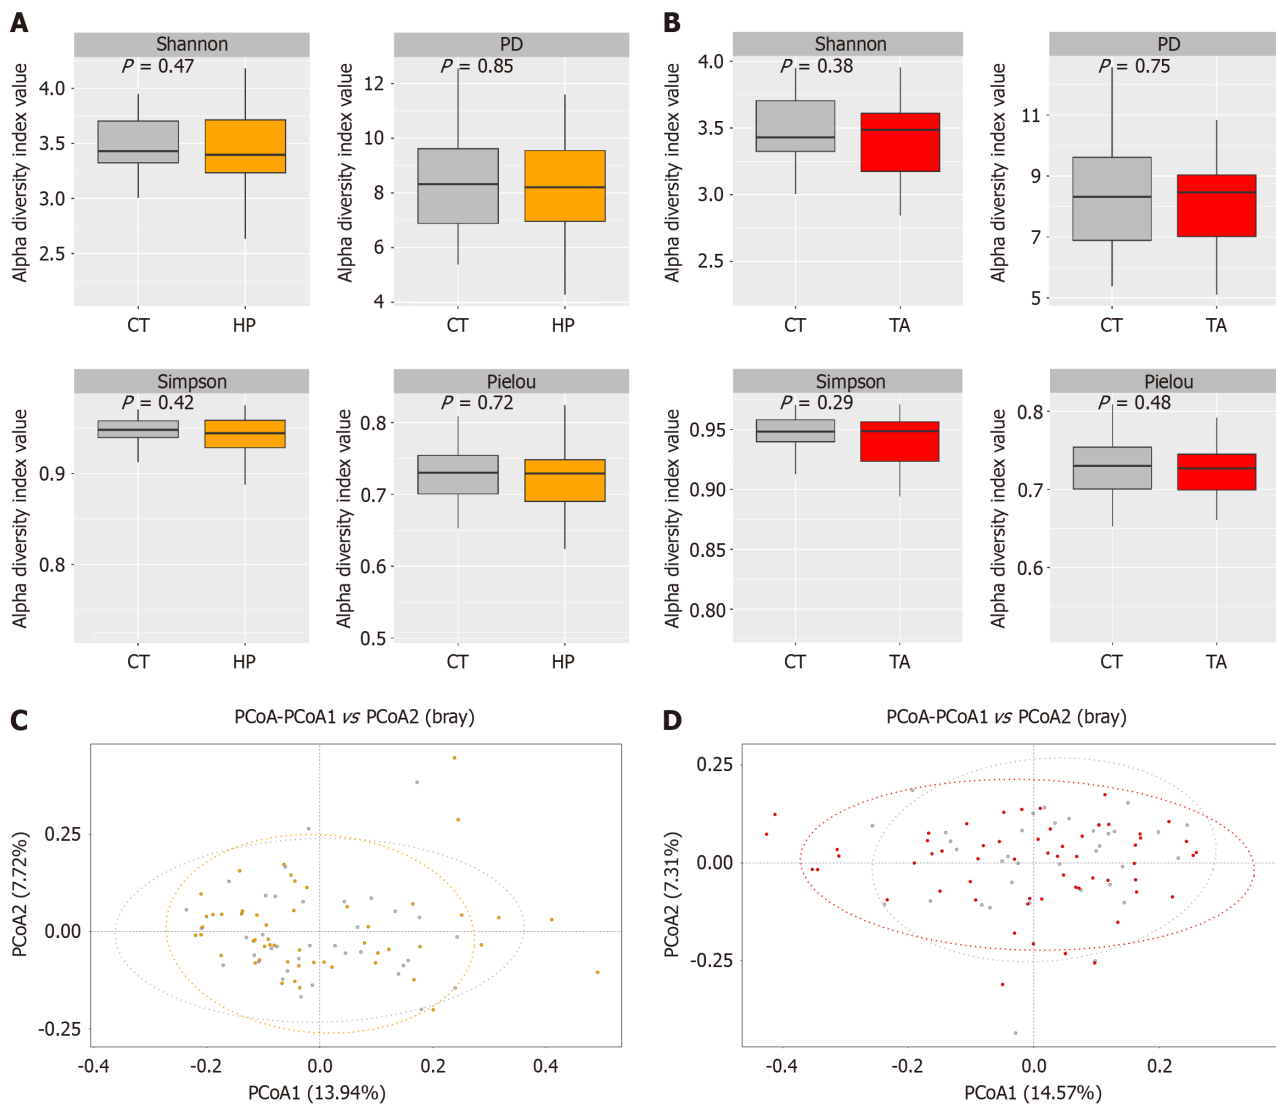 A
B
Shannon
P = 0.47
4.0
3.5
3.0
2.5
Alpha diversity index value
CT
HP
PD
P = 0.85
12
10
8
6
4
Alpha diversity index value
CT
HP
Shannon
P = 0.38
4.0
3.5
3.0
2.5
Alpha diversity index value
CT
TA
PD
P = 0.75
11
9
7
5
Alpha diversity index value
CT
TA
Simpson
P = 0.42
0.9
0.8
Alpha diversity index value
CT
HP
Pielou
P = 0.72
0.8
0.7
0.6
0.5
Alpha diversity index value
CT
HP
Simpson
P = 0.29
0.95
0.90
0.85
0.80
Alpha diversity index value
CT
TA
Pielou
P = 0.48
0.8
0.7
0.6
Alpha diversity index value
CT
TA
C
PCoA-PCoA1 vs PCoA2 (bray)
0.25
0.00
-0.25
PCoA2 (7.72%)
-0.4 -0.2 0.0 0.2 0.4
PCoA1 (13.94%)
D
PCoA-PCoA1 vs PCoA2 (bray)
0.25
0.00
-0.25
PCoA2 (7.31%)
-0.4 -0.2 0.0 0.2
PCoA1 (14.57%)